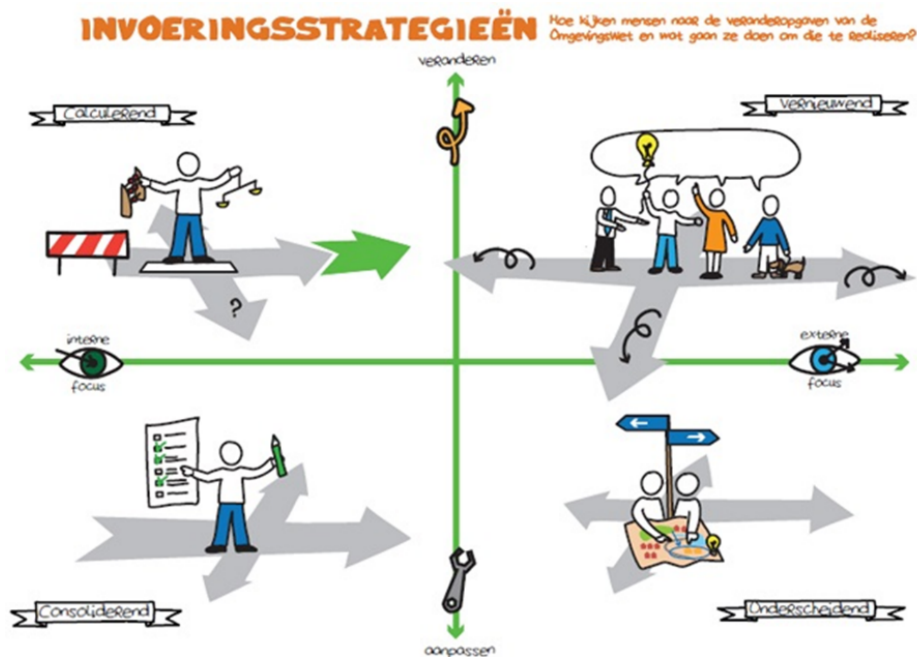 INVOERINGSSTRATEGIEËN
Hoe kijken mensen naar de veranderopgaven van de
Omgevingswet en wat gaan ze doen om die te realiseren?
veranderen
Calculerend
Vernieuwend
?
interne
focus
externe
focus
Consoliderend
Onderscheidend
aanpassen